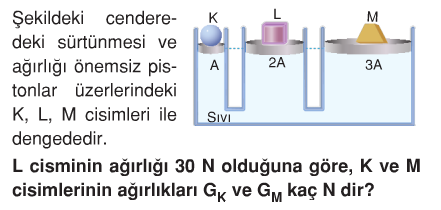 Şekildeki cendere-
deki sürtünmesi ve
ağırlığı önemsiz pis-
tonlar üzerlerindeki
K, L, M cisimleri ile
dengededir.
K
L
M
A
2A
3A
Sıvı
L cisminin ağırlığı 30 N olduğuna göre, K ve M
cisimlerinin ağırlıkları G_K ve G_M kaç N dir?